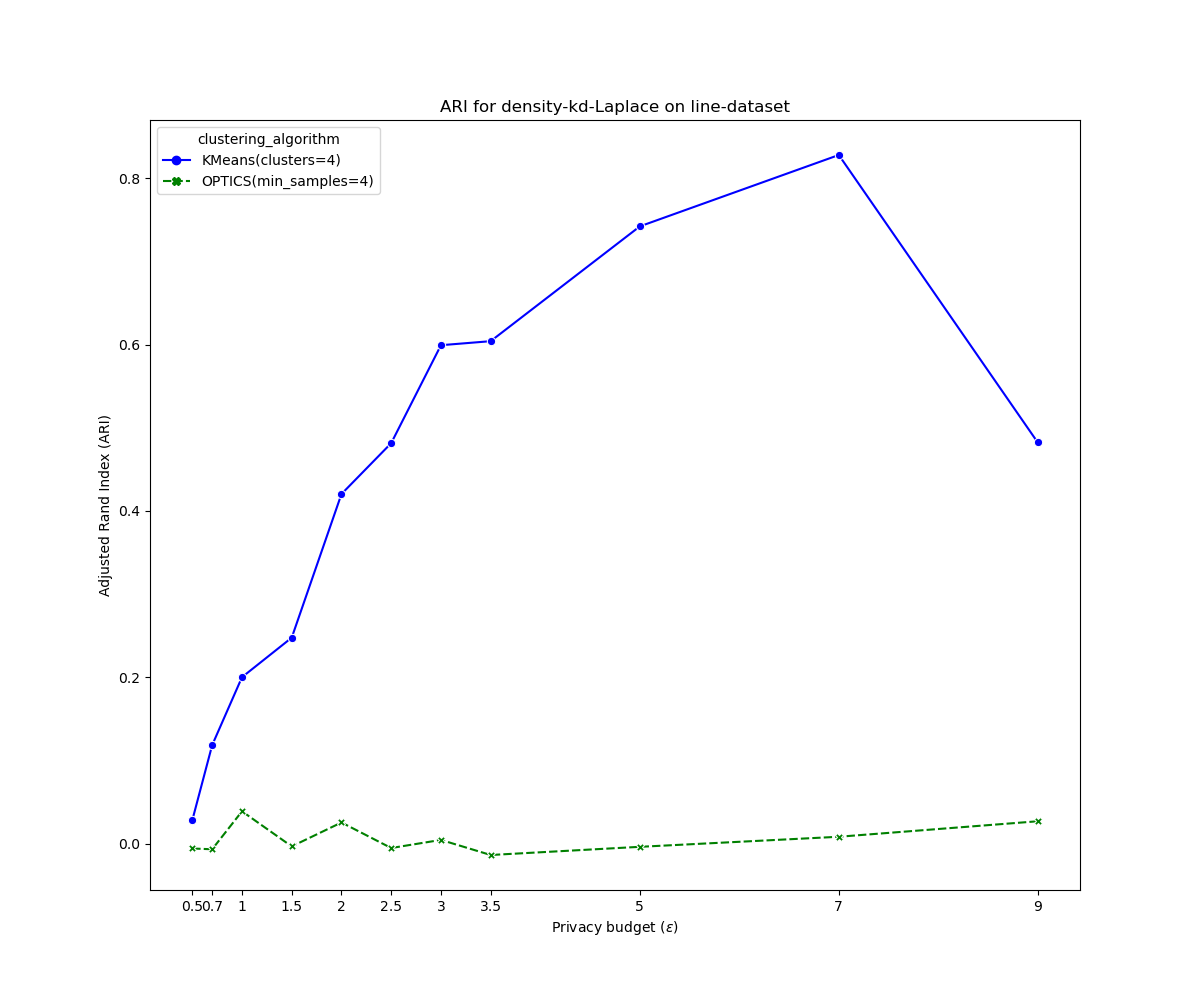 ARI for density-kd-Laplace on line-dataset
clustering_algorithm
KMeans(clusters=4)
OPTICS(min_samples=4)
Adjusted Rand Index (ARI)
0.8
0.6
0.4
0.2
0.0
0.5 0.7 1 1.5 2 2.5 3 3.5 5 7 9
Privacy budget (ε)